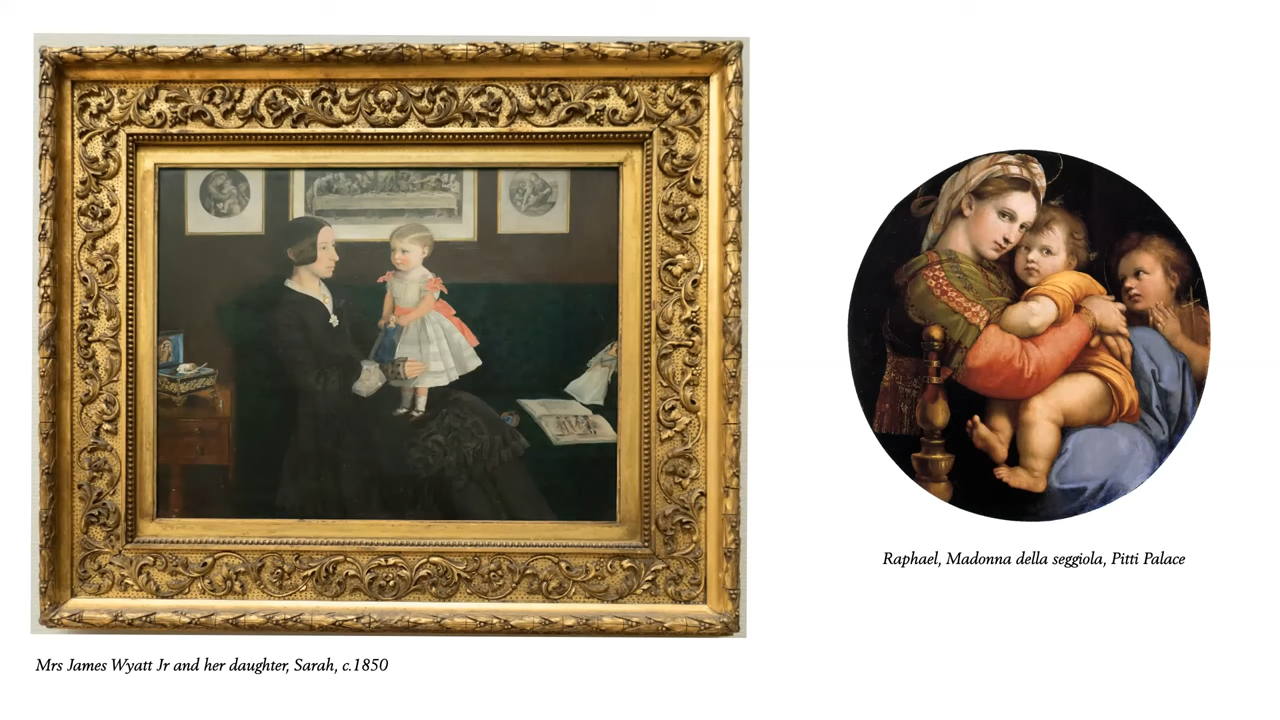 Raphael, Madonna della seggiola, Pitti Palace
Mrs James Wyatt Jr and her daughter, Sarah, c.1850